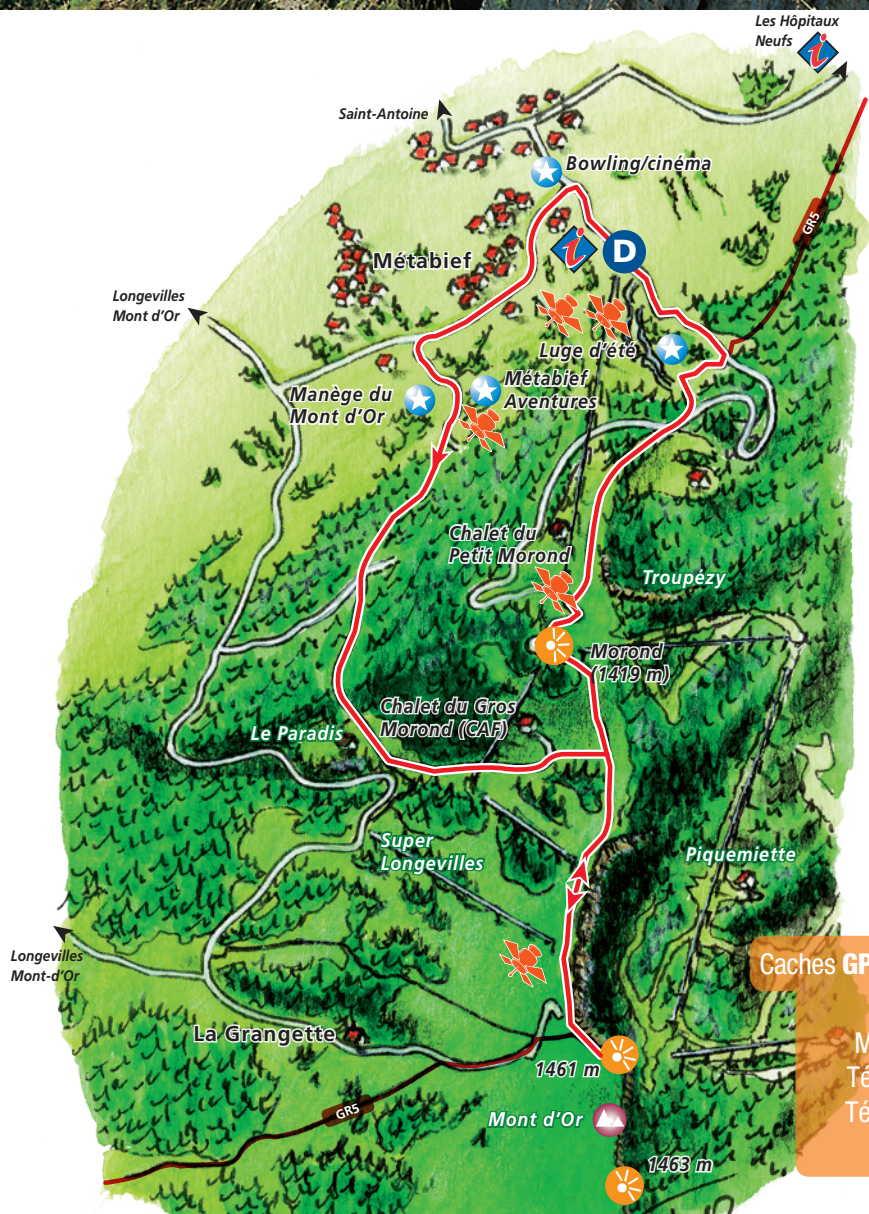 Les Hôpitaux
Neufs
i
Saint-Antoine
Bowling/cinéma
GR5
i
D
Métabief
Longevilles
Mont d'Or
Luge d'été
Métabief
Aventures
Manège du
Mont d'Or
Chalet du
Petit Morond
Troupézy
Morond
(1419 m)
Chalet du Gros
Morond (CAF)
Le Paradis
Super
Longevilles
Piquemiette
Longevilles
Mont-d'Or
Caches GP
La Grangette
M
Té
Té
1461 m
GR5
Mont d'Or
1463 m